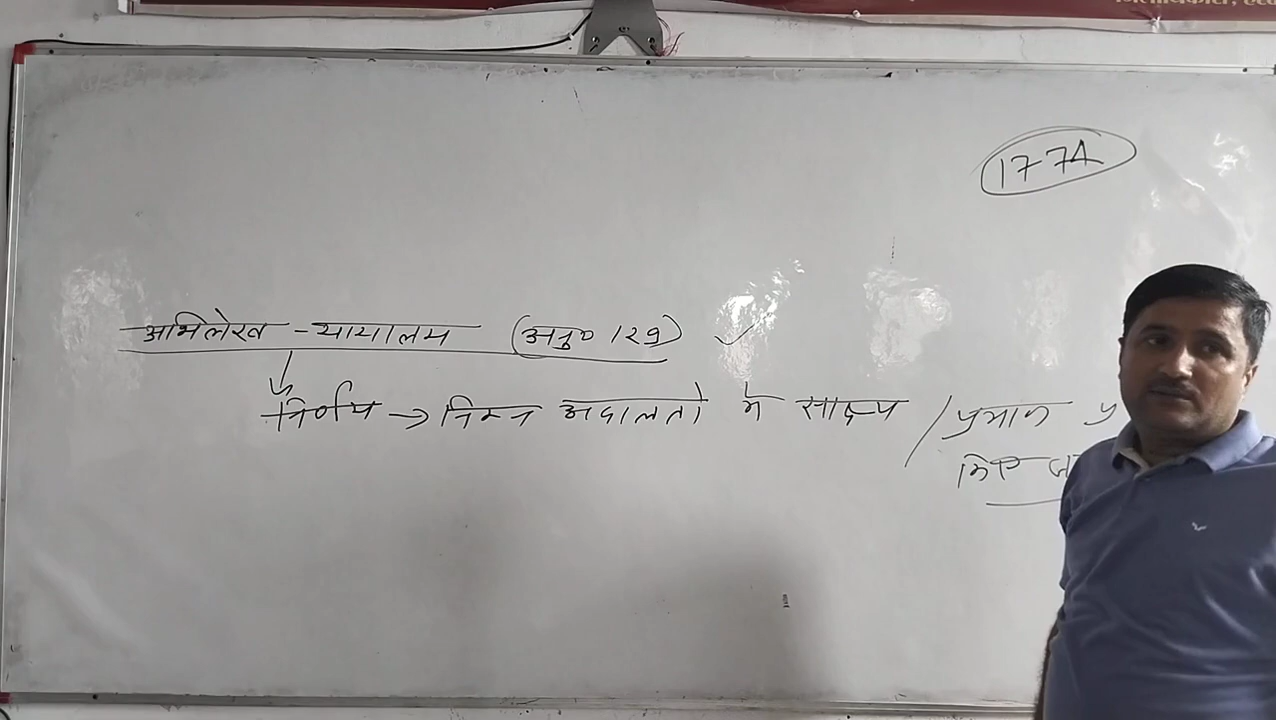 1774
अभिलेख - न्यायालय (अनु० 129) ✓
निर्णय → निम्न अदालतों में साक्ष्य / प्रमाण
किए